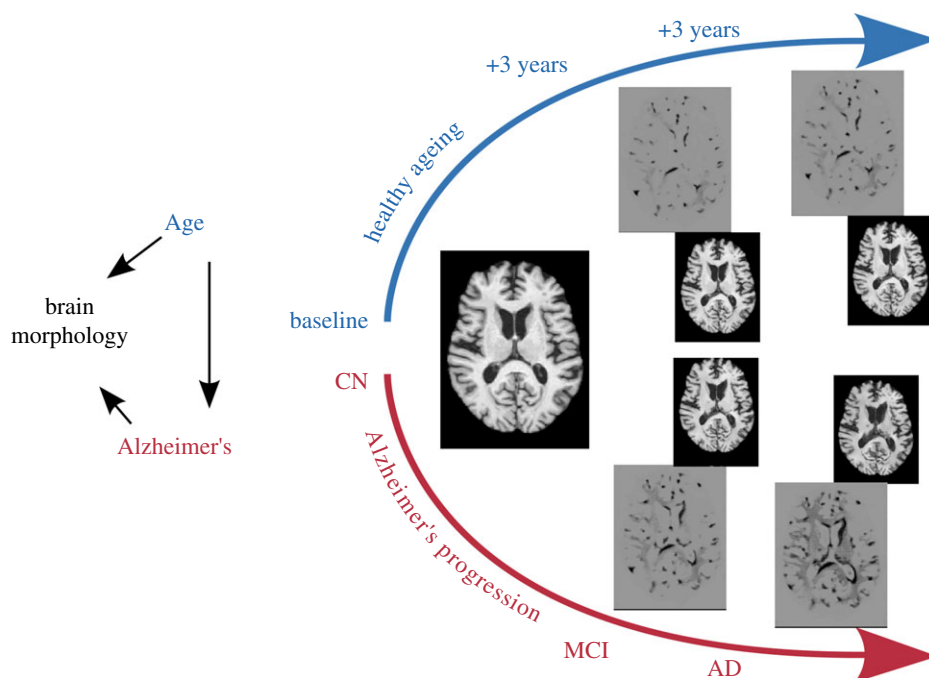 Age
brain
morphology
Alzheimer's
+3 years
+3 years
healthy ageing
baseline
CN
Alzheimer's progression
MCI
AD